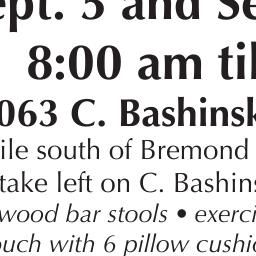 ept. 5 and Se
8:00 am til
063 C. Bashinsk
ile south of Bremond
take left on C. Bashins
wood bar stools • exerci
ouch with 6 pillow cushio